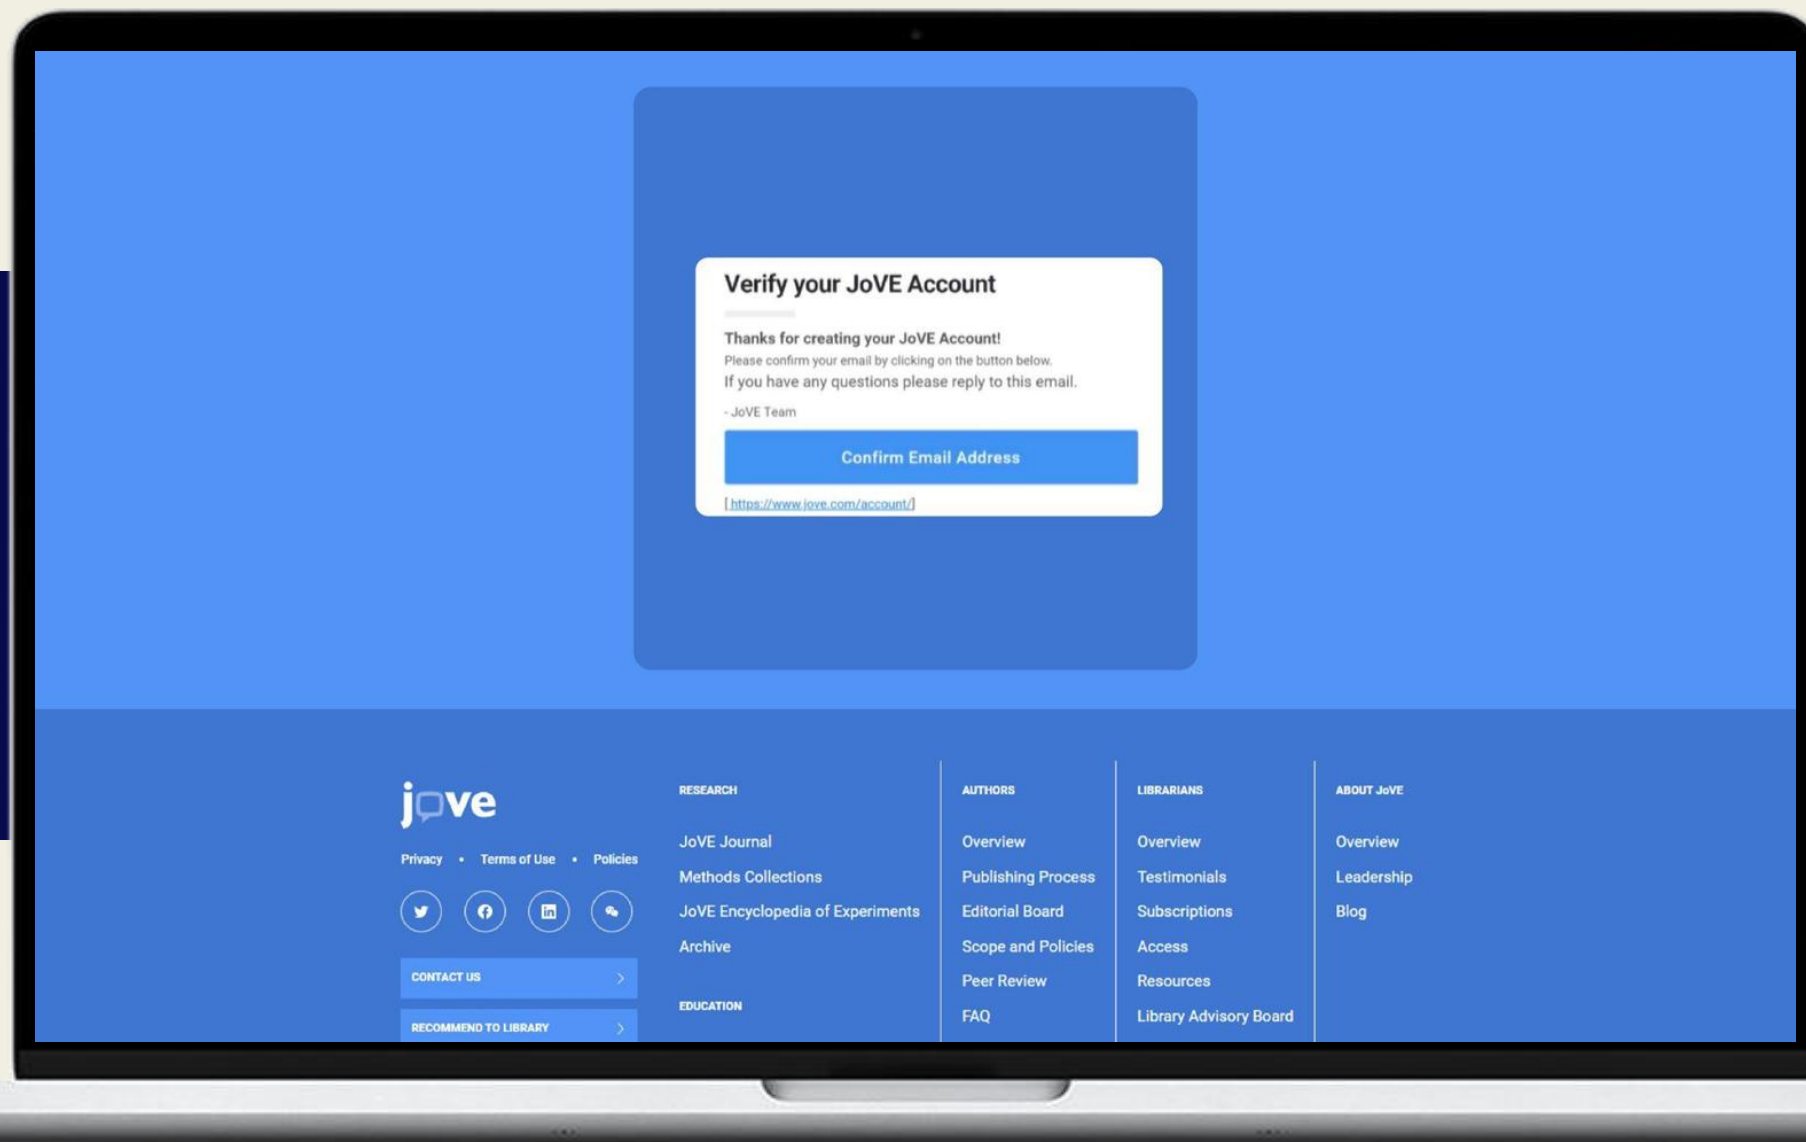 Verify your JoVE Account
Thanks for creating your JoVE Account!
Please confirm your email by clicking on the button below.
If you have any questions please reply to this email.
- JoVE Team
Confirm Email Address
[ https://www.jove.com/account/]
jove
Privacy • Terms of Use • Policies
CONTACT US
RECOMMEND TO LIBRARY
RESEARCH
JoVE Journal
Methods Collections
JoVE Encyclopedia of Experiments
Archive
EDUCATION
AUTHORS
Overview
Publishing Process
Editorial Board
Scope and Policies
Peer Review
FAQ
LIBRARIANS
Overview
Testimonials
Subscriptions
Access
Resources
Library Advisory Board
ABOUT JoVE
Overview
Leadership
Blog